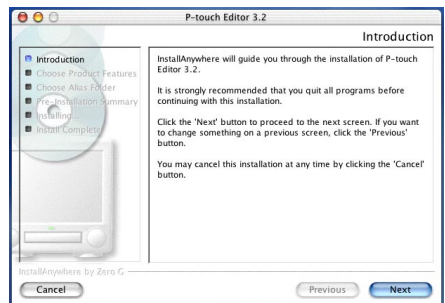 P-touch Editor 3.2
Introduction
Introduction
Choose Product Features
Choose Alias Folder
Pre-Installation Summary
Installing...
Install Complete
InstallAnywhere will guide you through the installation of P-touch
Editor 3.2.
It is strongly recommended that you quit all programs before
continuing with this installation.
Click the 'Next' button to proceed to the next screen. If you want
to change something on a previous screen, click the 'Previous'
button.
You may cancel this installation at any time by clicking the 'Cancel'
button.
InstallAnywhere by Zero G
Cancel
Previous
Next